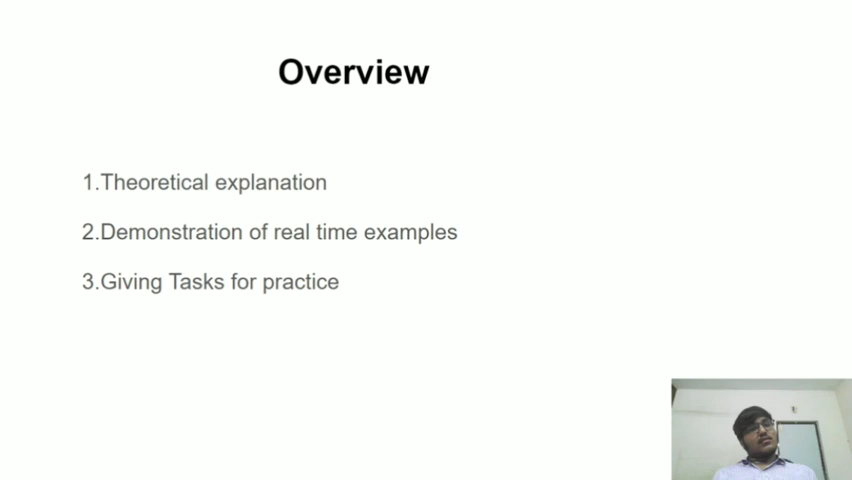 Overview
1.Theoretical explanation
2.Demonstration of real time examples
3.Giving Tasks for practice